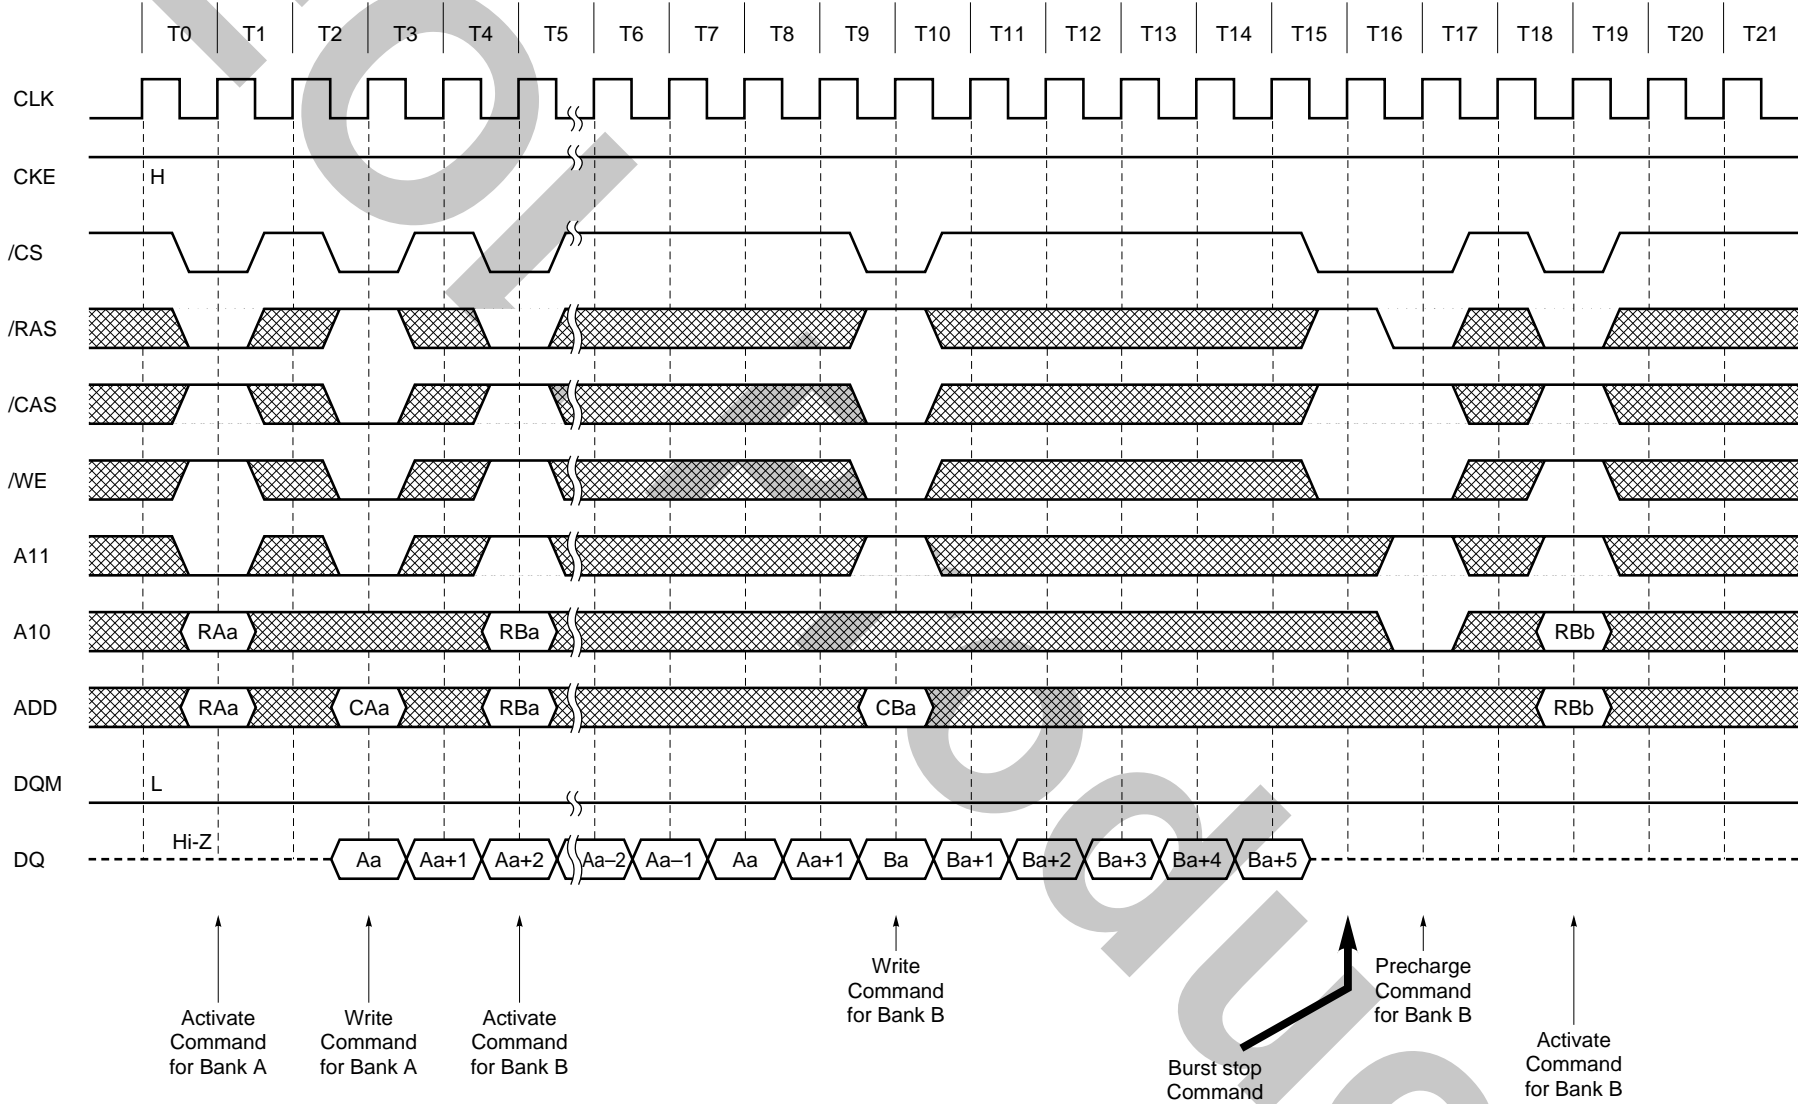 T0 T1 T2 T3 T4 T5 T6 T7 T8 T9 T10 T11 T12 T13 T14 T15 T16 T17 T18 T19 T20 T21
CLK
CKE H
/CS
/RAS
/CAS
/WE
A11
A10 RAa RBa RBb
ADD RAa CAa RBa CBa RBb
DQM L
Hi-Z
DQ Aa Aa+1 Aa+2 Aa–2 Aa–1 Aa Aa+1 Ba Ba+1 Ba+2 Ba+3 Ba+4 Ba+5
Activate
Command
for Bank A
Write
Command
for Bank A
Activate
Command
for Bank B
Write
Command
for Bank B
Burst stop
Command
Precharge
Command
for Bank B
Activate
Command
for Bank B